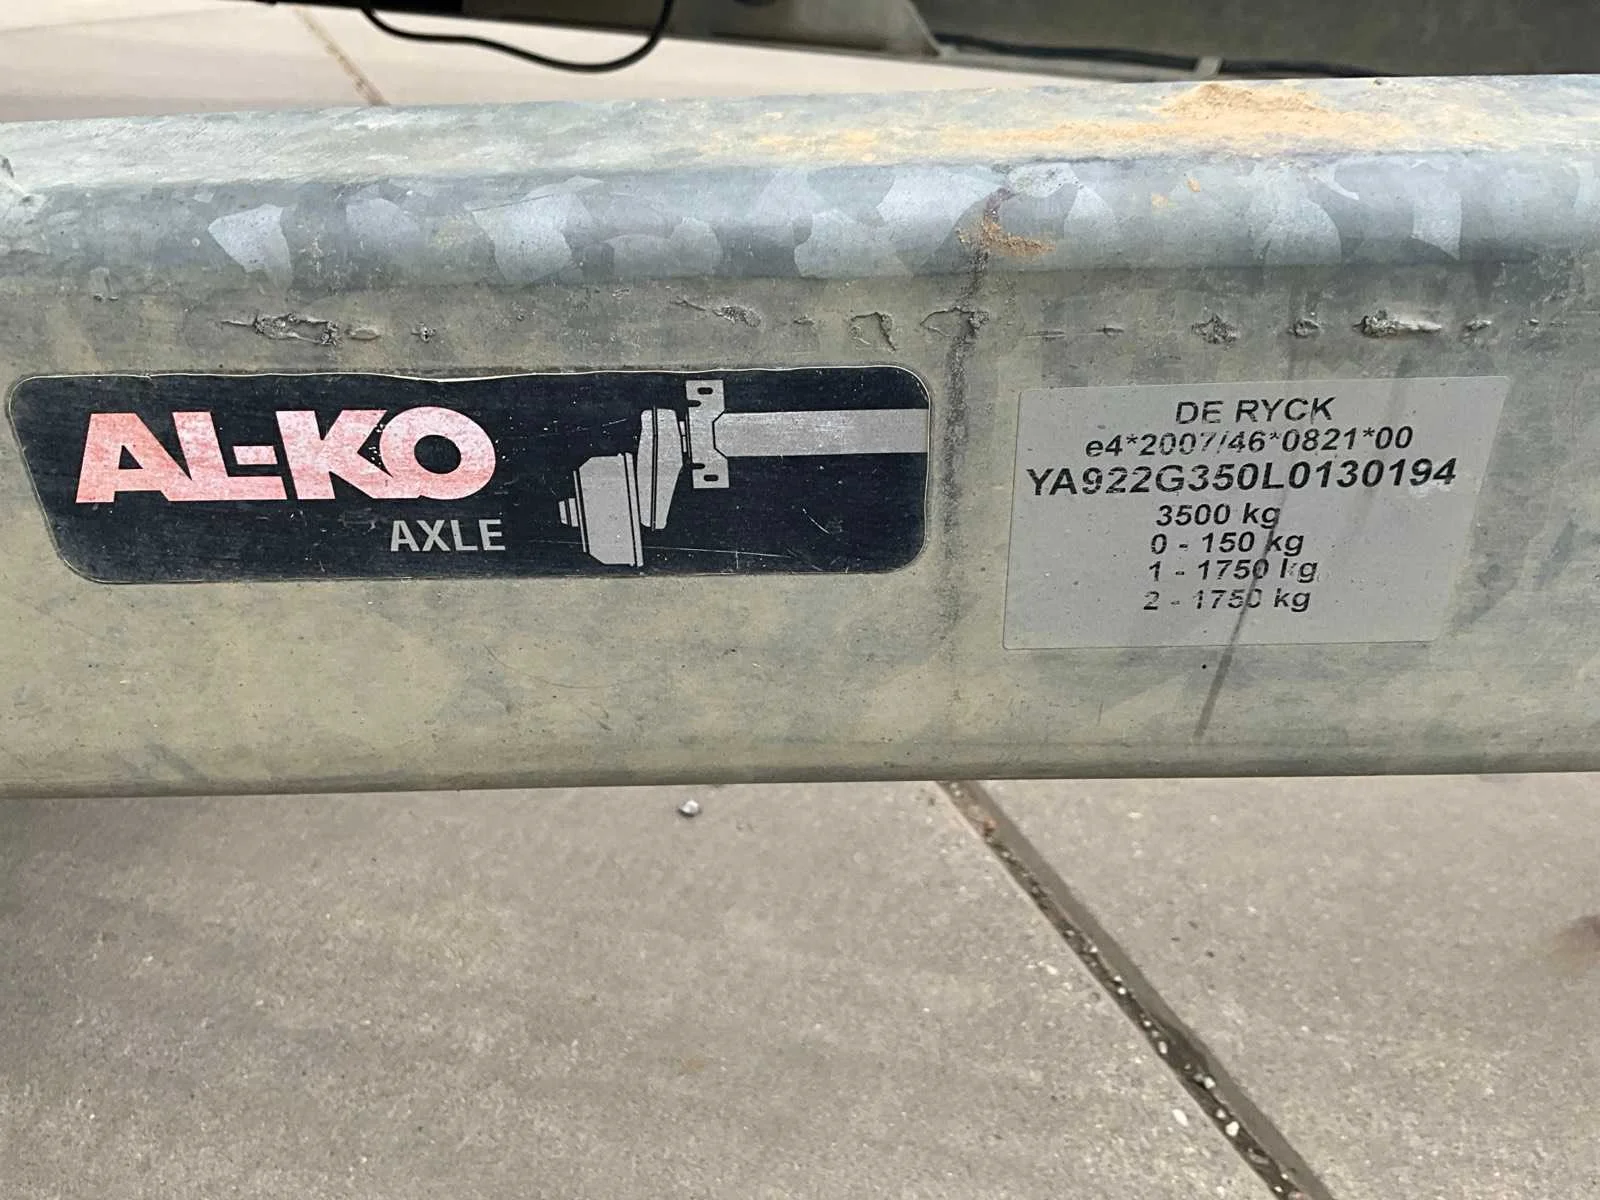 AL-KO
AXLE
DE RYCK
e4*2007/46*0821*00
YA922G350L0130194
3500 kg
0 - 150 kg
1 - 1750 kg
2 - 1750 kg